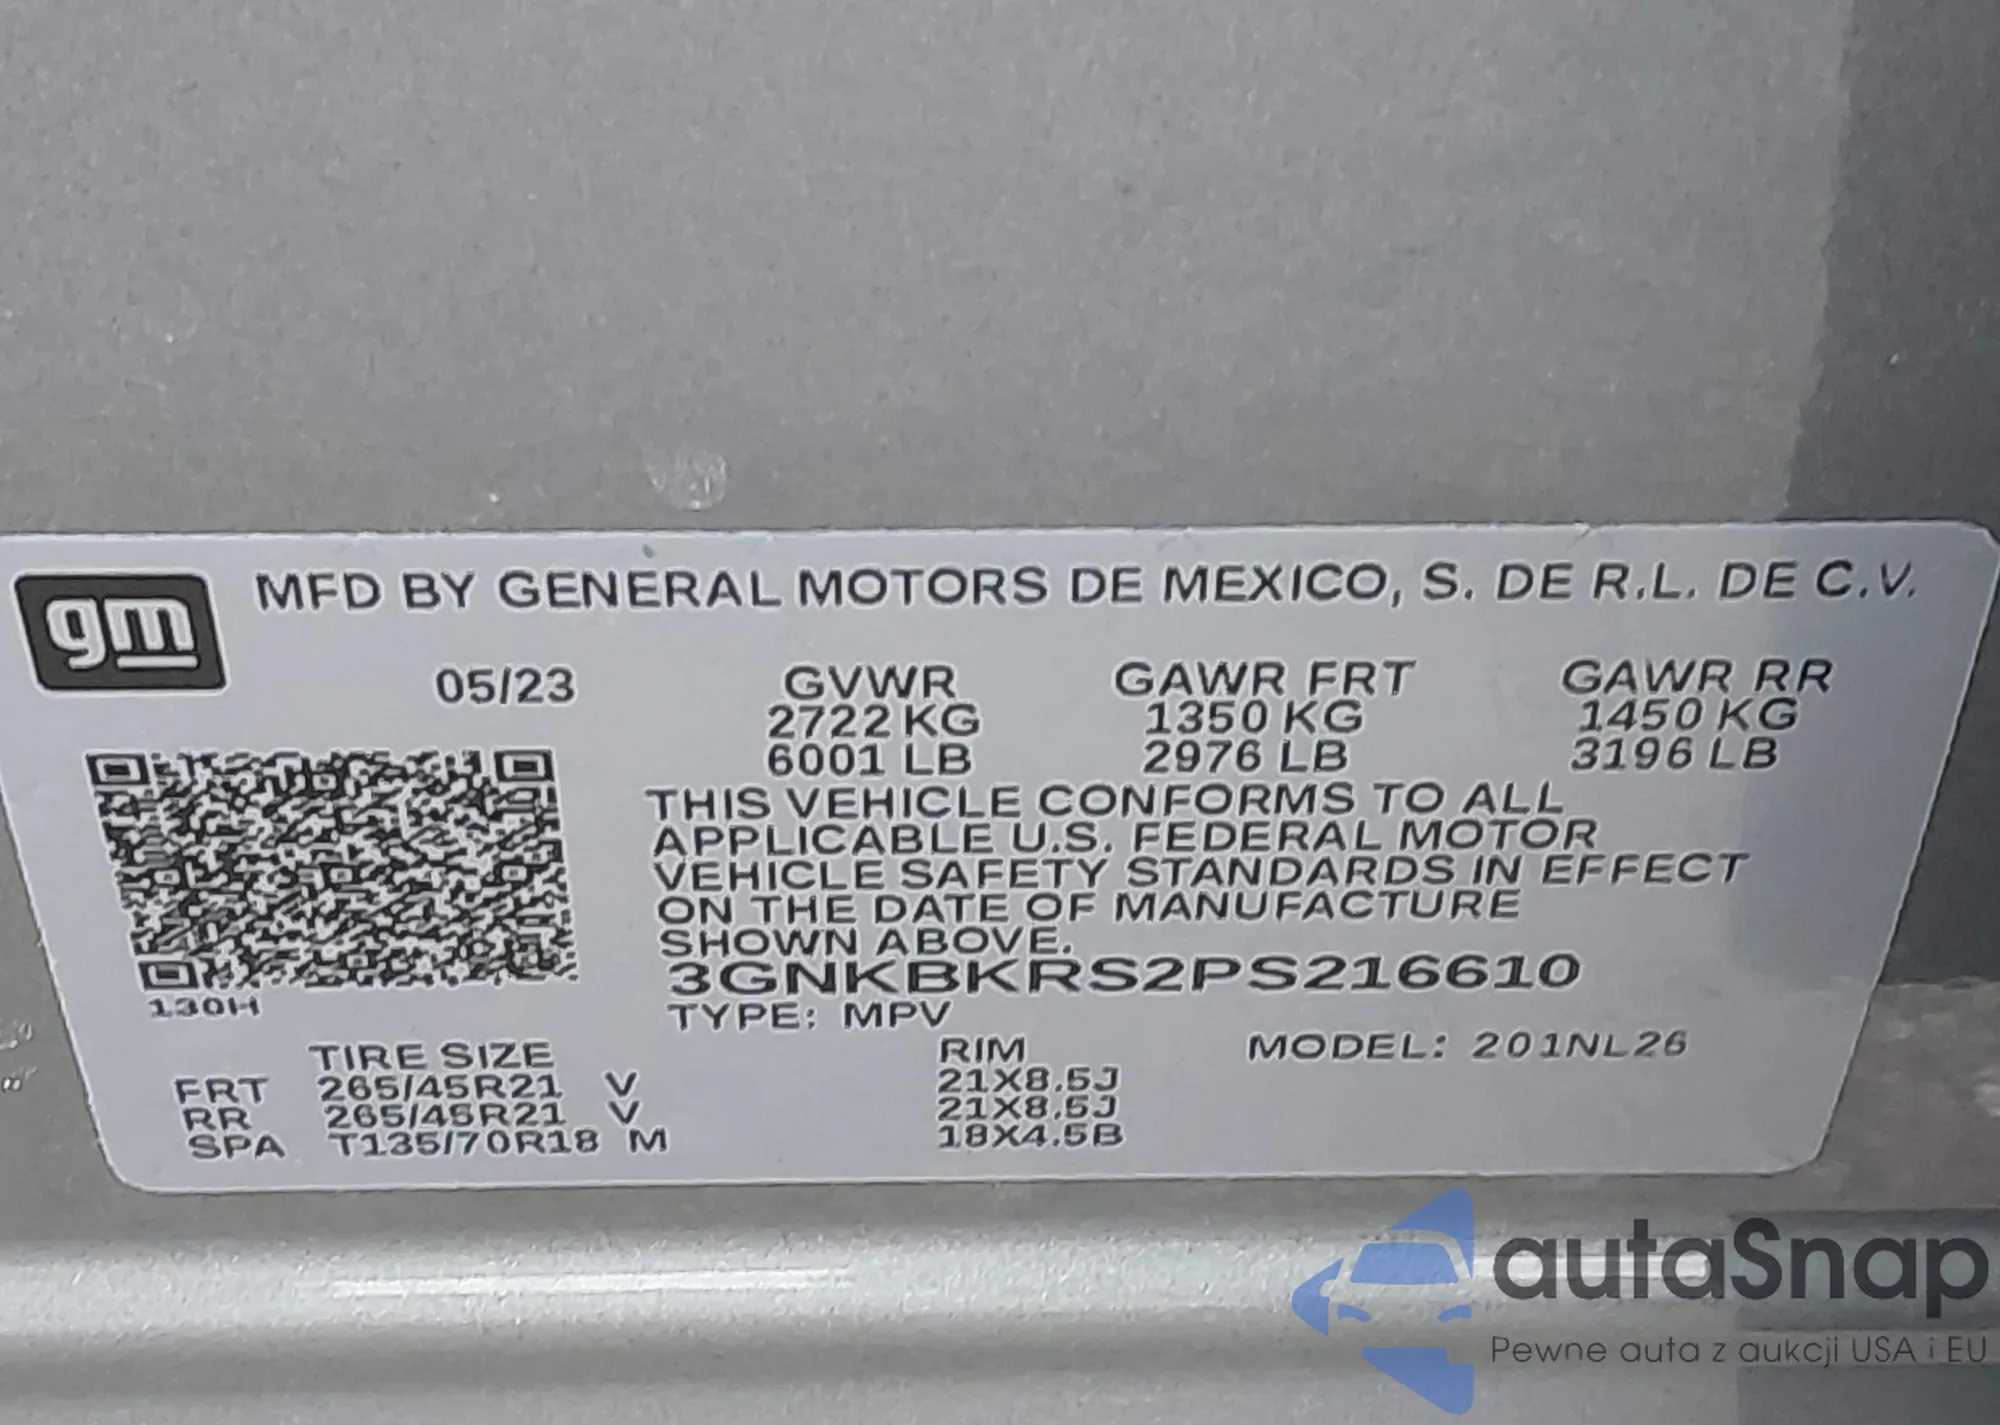 gm
MFD BY GENERAL MOTORS DE MEXICO, S. DE R.L. DE C.V.
05/23
GVWR GAWR FRT GAWR RR
2722 KG 1350 KG 1450 KG
6001 LB 2976 LB 3196 LB
THIS VEHICLE CONFORMS TO ALL
APPLICABLE U.S. FEDERAL MOTOR
VEHICLE SAFETY STANDARDS IN EFFECT
ON THE DATE OF MANUFACTURE
SHOWN ABOVE.
3GNKBKRS2PS216610
130H
TYPE: MPV
TIRE SIZE RIM MODEL: 201NL26
FRT 265/45R21 V 21X8.5J
RR 265/45R21 V 21X8.5J
SPA T135/70R18 M 18X4.5B
autaSnap
Pewne auta z aukcji USA i EU